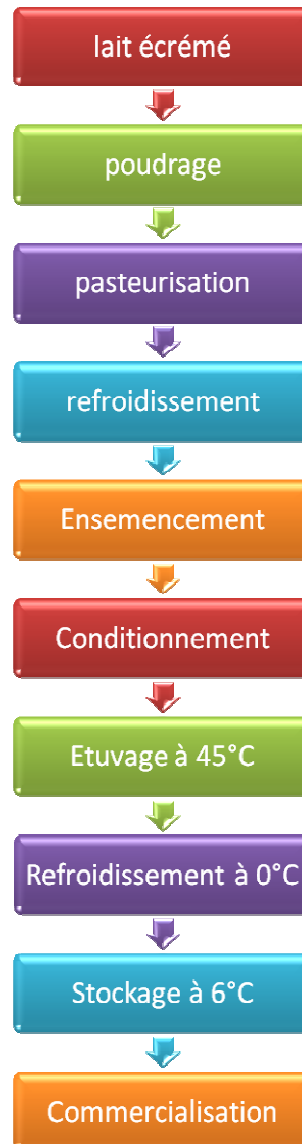 lait écrémé
poudrage
pasteurisation
refroidissement
Ensemencement
Conditionnement
Etuvage à 45°C
Refroidissement à 0°C
Stockage à 6°C
Commercialisation